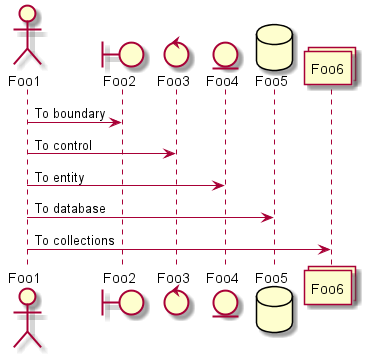 Foo1 Foo2 Foo3 Foo4 Foo5 Foo6
To boundary
To control
To entity
To database
To collections
Foo1 Foo2 Foo3 Foo4 Foo5 Foo6